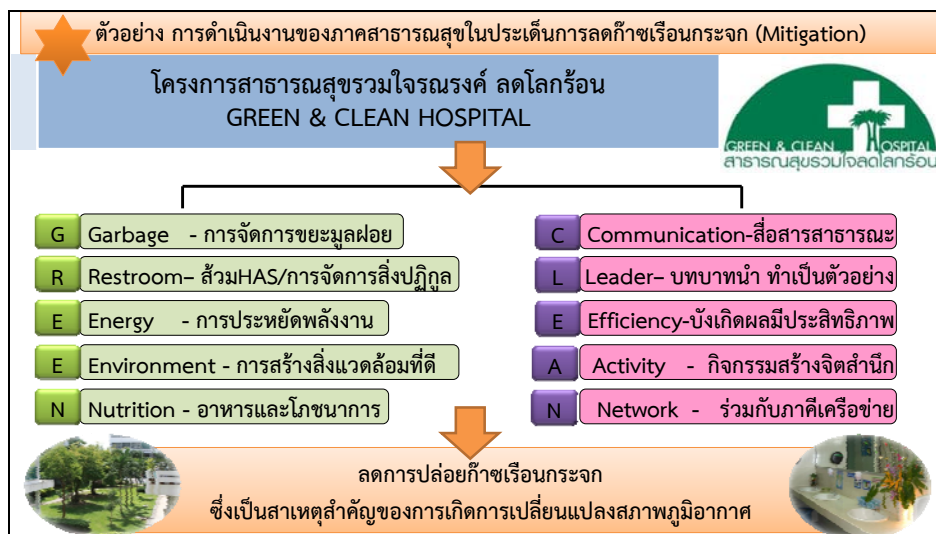 ตัวอย่าง การดำเนินงานของภาคสาธารณสุขในประเด็นการลดก๊าซเรือนกระจก (Mitigation)
โครงการสาธารณสุขรวมใจรณรงค์ ลดโลกร้อน
GREEN & CLEAN HOSPITAL
GREEN & CLEAN HOSPITAL
สาธารณสุขรวมใจลดโลกร้อน
G Garbage - การจัดการขยะมูลฝอย
R Restroom– ส้วมHAS/การจัดการสิ่งปฏิกูล
E Energy - การประหยัดพลังงาน
E Environment - การสร้างสิ่งแวดล้อมที่ดี
N Nutrition - อาหารและโภชนาการ
C Communication-สื่อสารสาธารณะ
L Leader– บทบาทนำ ทำเป็นตัวอย่าง
E Efficiency-บังเกิดผลมีประสิทธิภาพ
A Activity - กิจกรรมสร้างจิตสำนึก
N Network - ร่วมกับภาคีเครือข่าย
ลดการปล่อยก๊าซเรือนกระจก
ซึ่งเป็นสาเหตุสำคัญของการเกิดการเปลี่ยนแปลงสภาพภูมิอากาศ